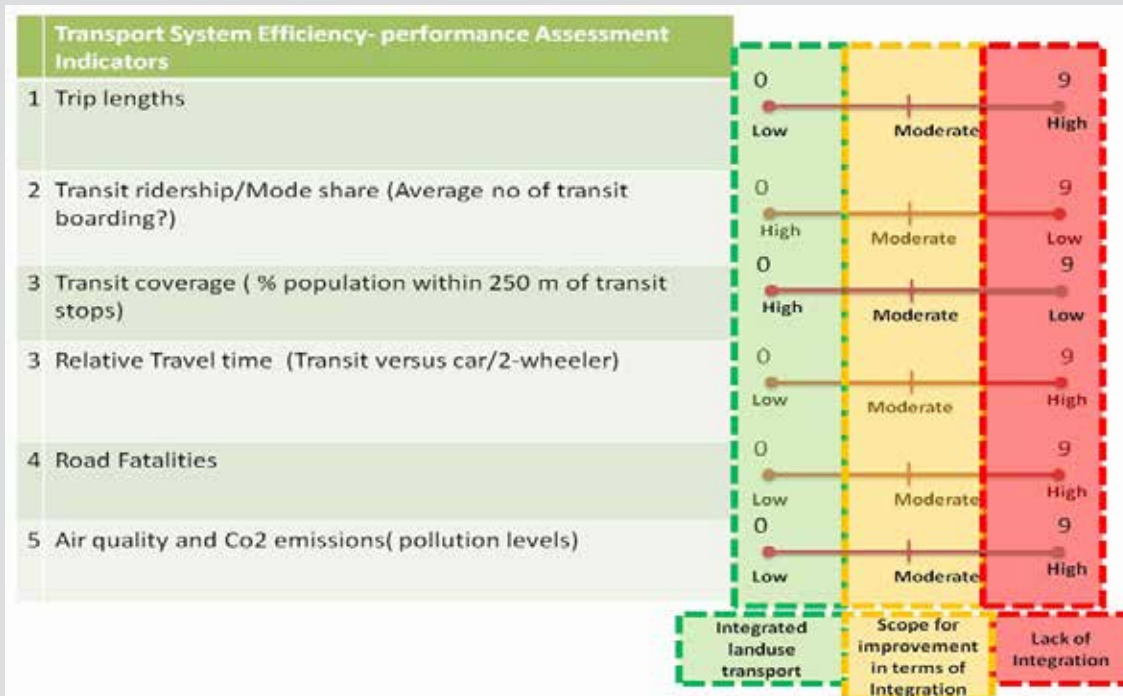 Transport System Efficiency- performance Assessment
Indicators
0 9
1 Trip lengths
Low Moderate High
2 Transit ridership/Mode share (Average no of transit
boarding?)
0 9
High Moderate Low
3 Transit coverage ( % population within 250 m of transit
stops)
0 9
High Moderate Low
3 Relative Travel time (Transit versus car/2-wheeler)
0 9
Low Moderate High
4 Road Fatalities
0 9
Low Moderate High
5 Air quality and Co2 emissions( pollution levels)
0 9
Low Moderate High
Integrated
landuse
transport
Scope for
improvement
in terms of
Integration
Lack of
Integration